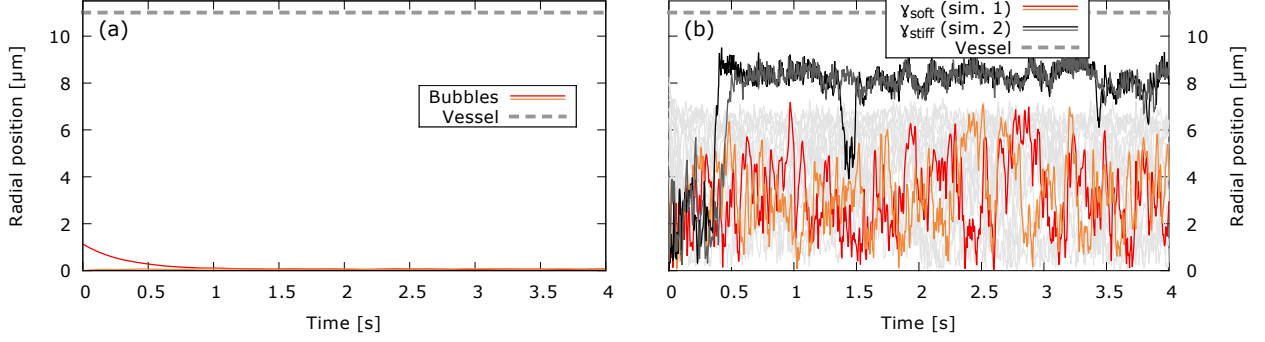 (a)
10
8
6
4
2
0
Radial position [μm]
Bubbles
Vessel
0 0.5 1 1.5 2 2.5 3 3.5 4
Time [s]
(b)
ɣsoft (sim. 1)
ɣstiff (sim. 2)
Vessel
10
8
6
4
2
0
Radial position [μm]
0 0.5 1 1.5 2 2.5 3 3.5 4
Time [s]